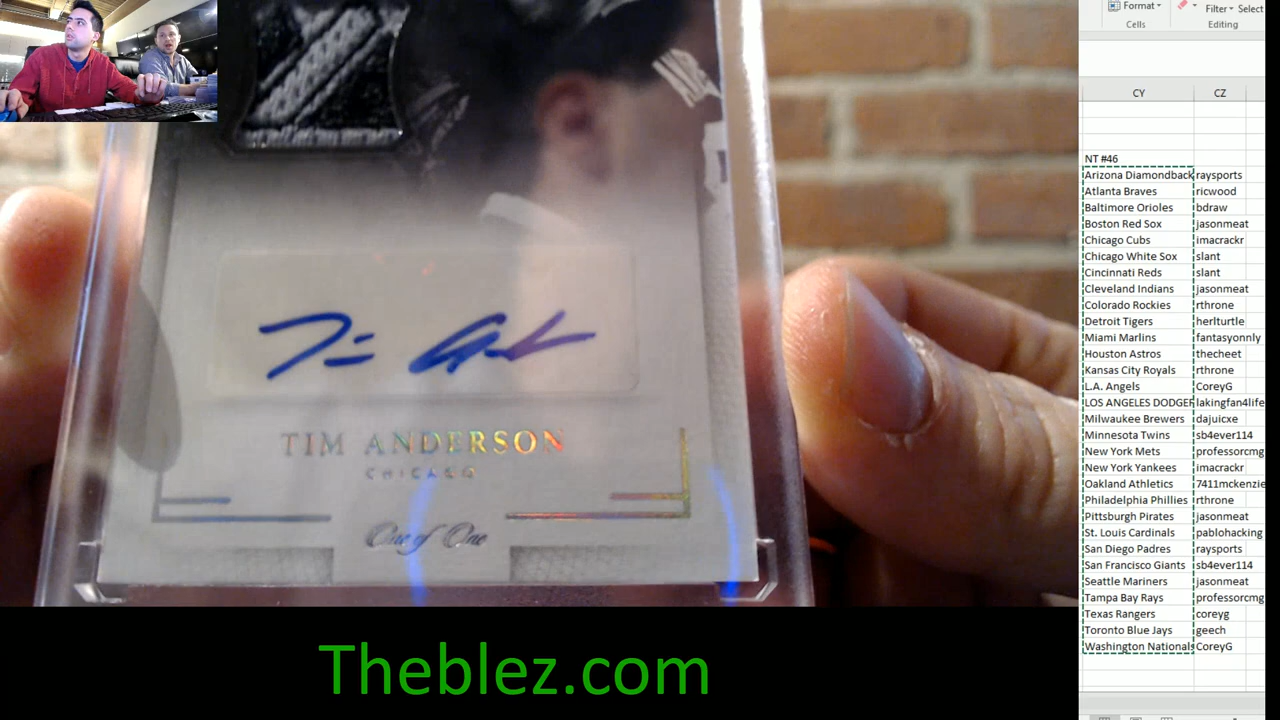 TIM ANDERSON
CHICAGO
One of One
Theblez.com
Format
Filter
Select
Cells
Editing
CY CZ
NT #46
Arizona Diamondback raysports
Atlanta Braves ricwood
Baltimore Orioles bdraw
Boston Red Sox jasonmeat
Chicago Cubs imacrackr
Chicago White Sox slant
Cincinnati Reds slant
Cleveland Indians jasonmeat
Colorado Rockies rthrone
Detroit Tigers herlturtle
Miami Marlins fantasyonnly
Houston Astros thecheet
Kansas City Royals rthrone
L.A. Angels CoreyG
LOS ANGELES DODGER lakingfan4life
Milwaukee Brewers dajuicxe
Minnesota Twins sb4ever114
New York Mets professorcmg
New York Yankees imacrackr
Oakland Athletics 7411mckenzie
Philadelphia Phillies rthrone
Pittsburgh Pirates jasonmeat
St. Louis Cardinals pablohacking
San Diego Padres raysports
San Francisco Giants sb4ever114
Seattle Mariners jasonmeat
Tampa Bay Rays professorcmg
Texas Rangers coreyg
Toronto Blue Jays geech
Washington Nationals CoreyG